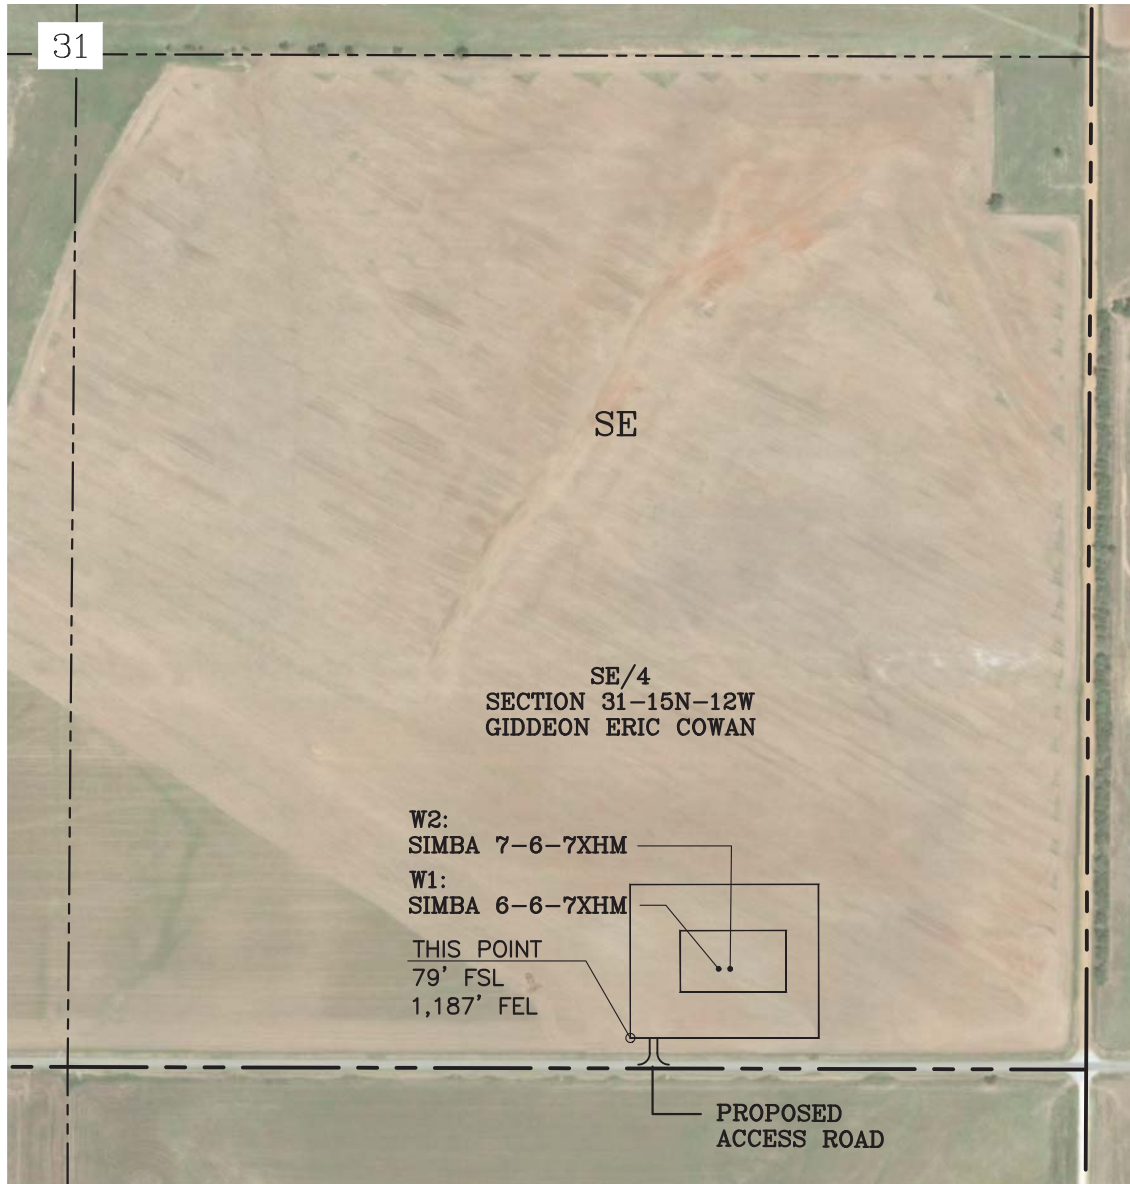 31
SE
SE/4
SECTION 31-15N-12W
GIDDEON ERIC COWAN
W2:
SIMBA 7-6-7XHM
W1:
SIMBA 6-6-7XHM
THIS POINT
79' FSL
1,187' FEL
PROPOSED
ACCESS ROAD